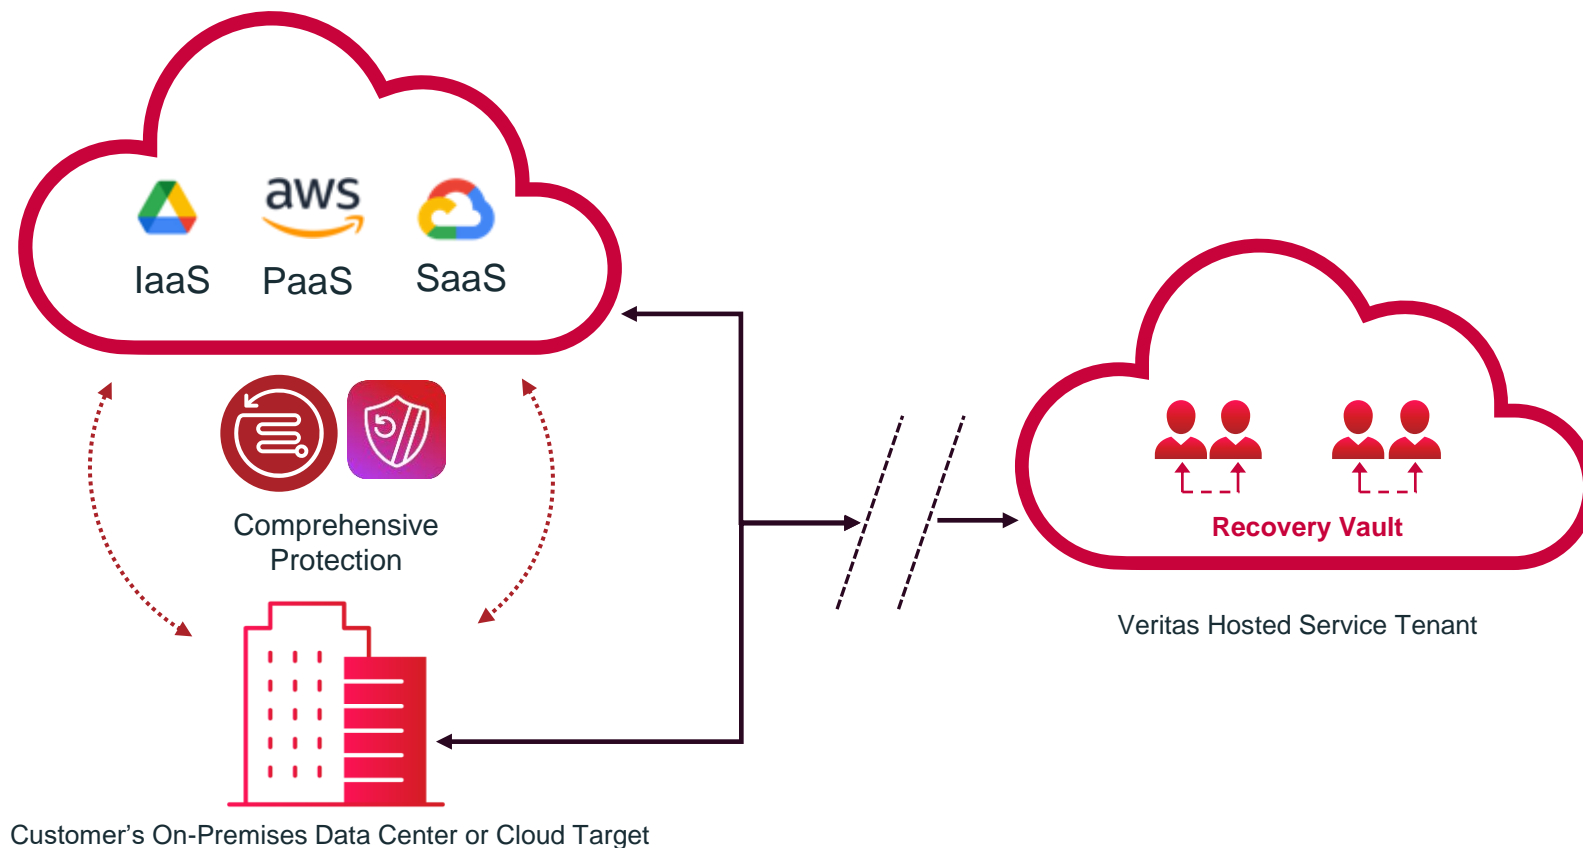 aws
IaaS
PaaS
SaaS
Comprehensive
Protection
Recovery Vault
Veritas Hosted Service Tenant
Customer's On-Premises Data Center or Cloud Target